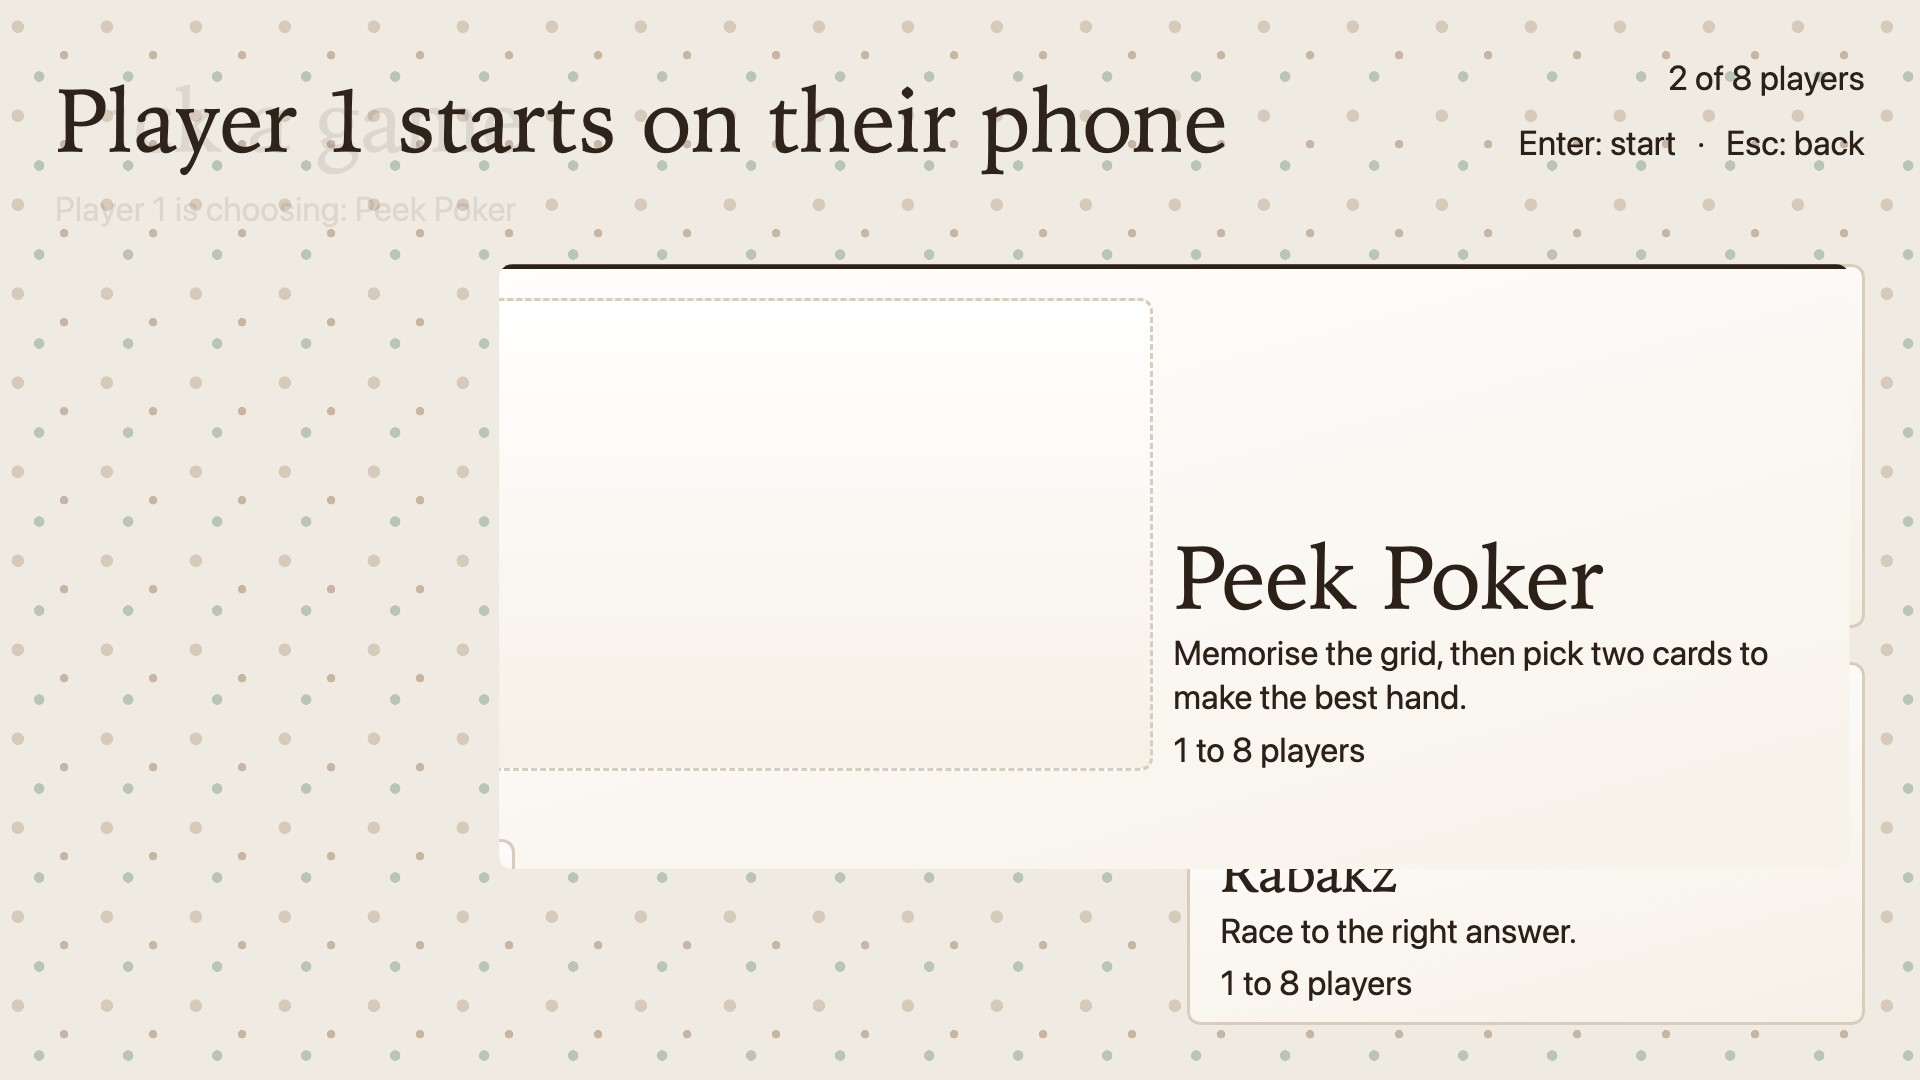 Player 1 starts on their phone
2 of 8 players
Enter: start · Esc: back
Player 1 is choosing: Peek Poker
Peek Poker
Memorise the grid, then pick two cards to
make the best hand.
1 to 8 players
Rabakz
Race to the right answer.
1 to 8 players